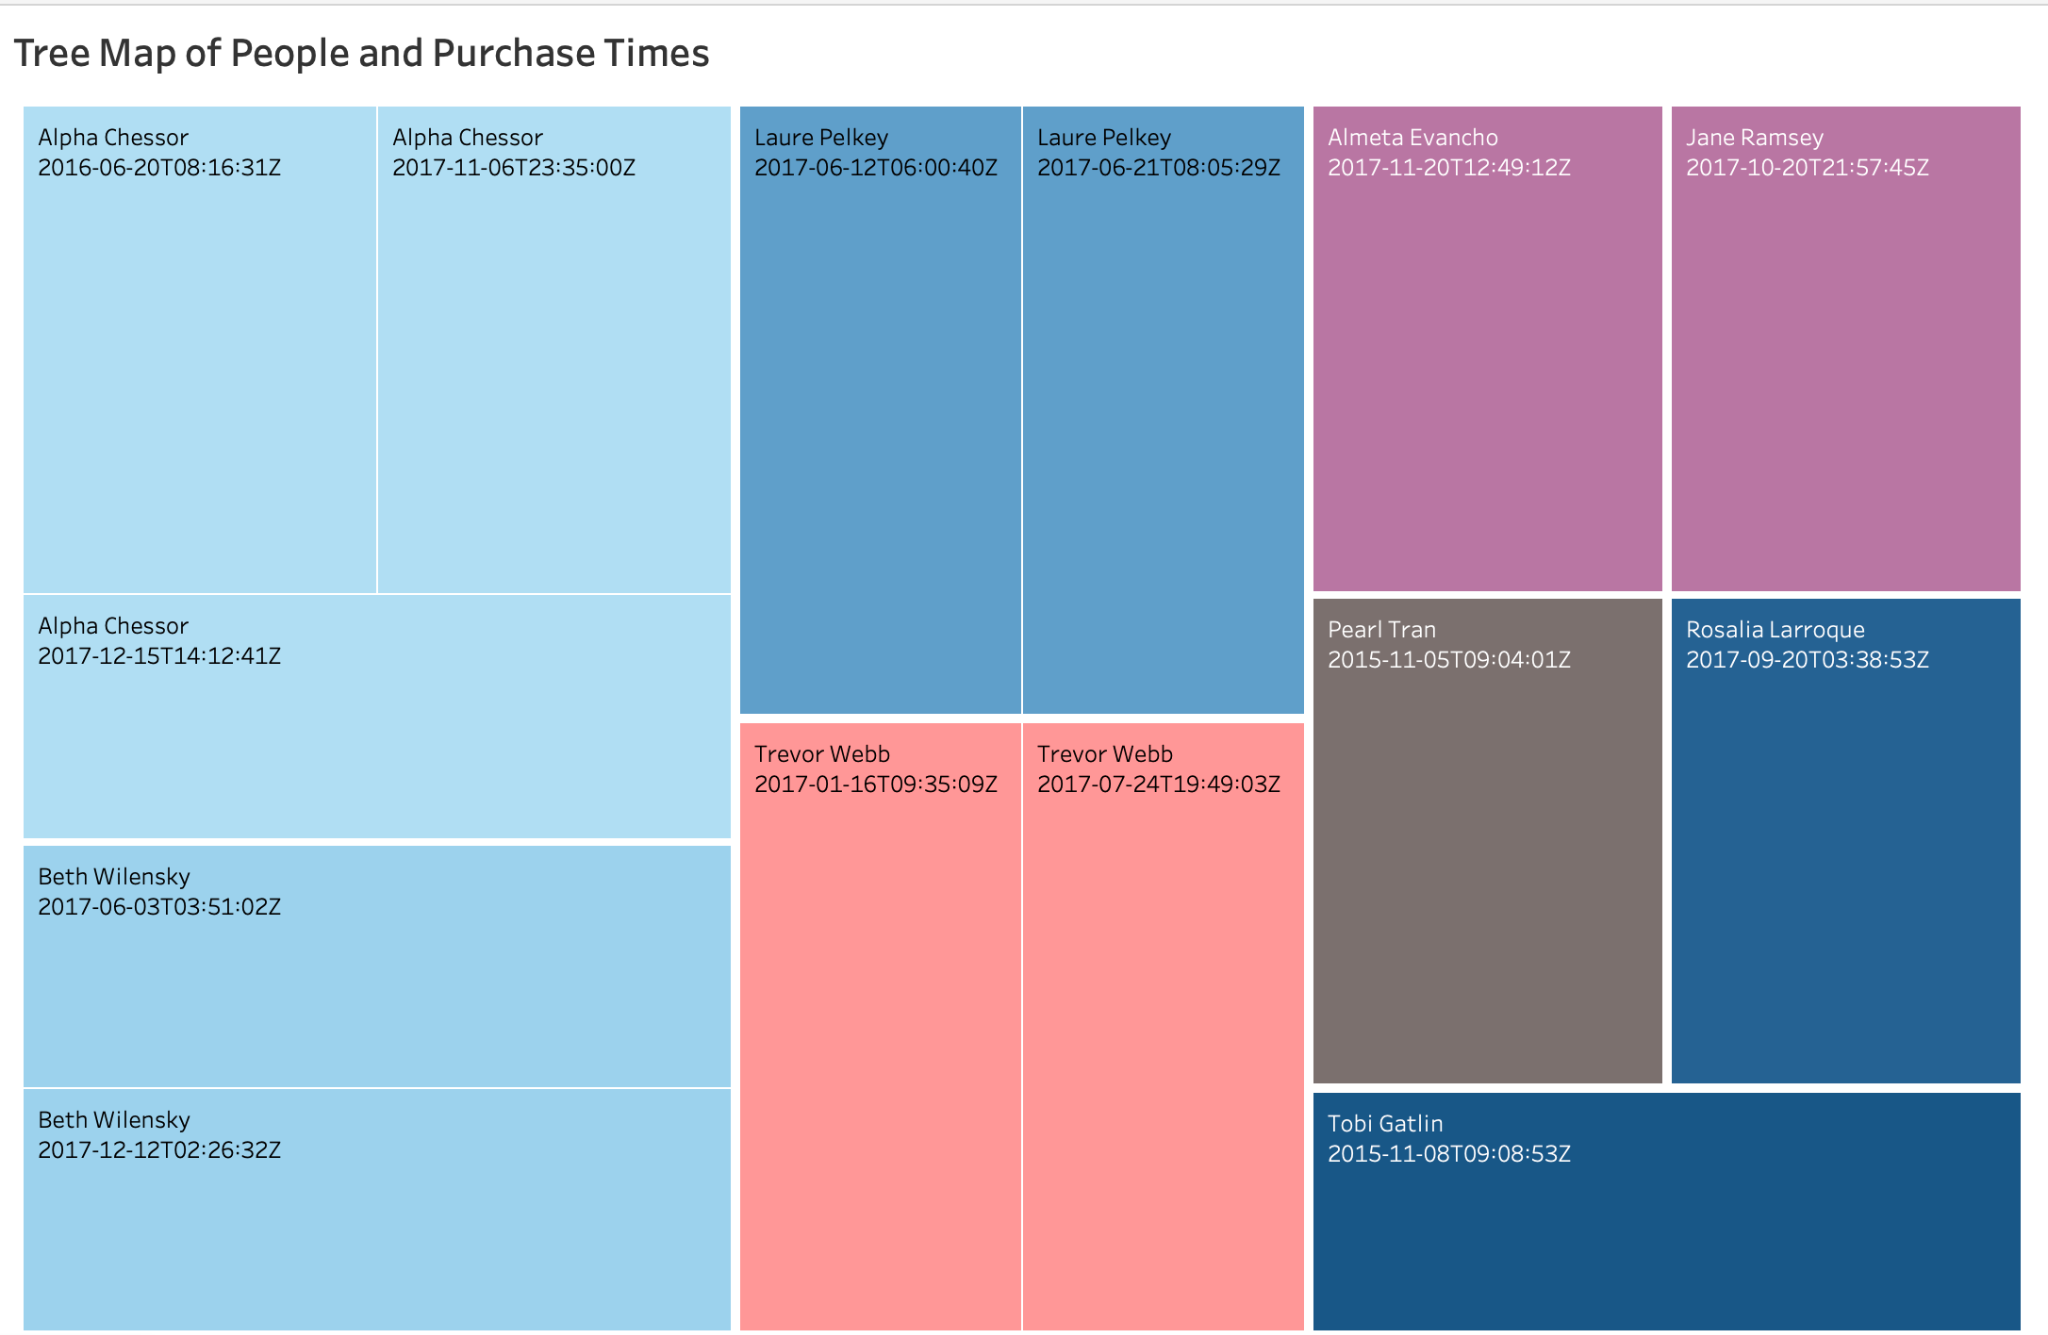 Tree Map of People and Purchase Times
Alpha Chessor
2016-06-20T08:16:31Z
Alpha Chessor
2017-11-06T23:35:00Z
Alpha Chessor
2017-12-15T14:12:41Z
Beth Wilensky
2017-06-03T03:51:02Z
Beth Wilensky
2017-12-12T02:26:32Z
Laure Pelkey
2017-06-12T06:00:40Z
Laure Pelkey
2017-06-21T08:05:29Z
Trevor Webb
2017-01-16T09:35:09Z
Trevor Webb
2017-07-24T19:49:03Z
Almeta Evancho
2017-11-20T12:49:12Z
Jane Ramsey
2017-10-20T21:57:45Z
Pearl Tran
2015-11-05T09:04:01Z
Rosalia Larroque
2017-09-20T03:38:53Z
Tobi Gatlin
2015-11-08T09:08:53Z